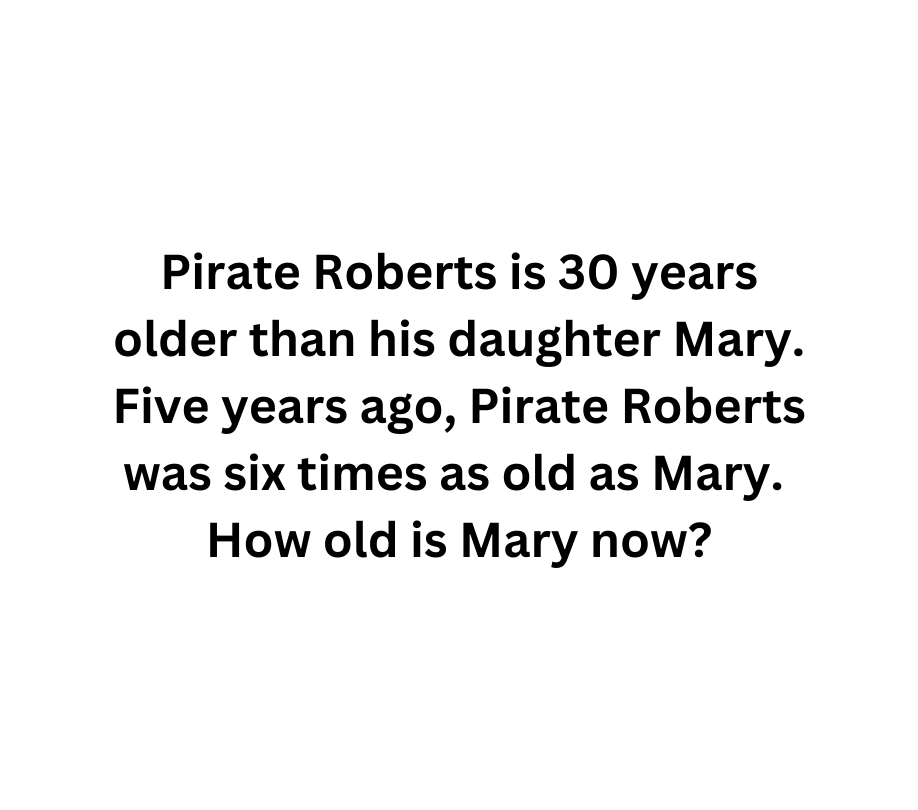 Pirate Roberts is 30 years
older than his daughter Mary.
Five years ago, Pirate Roberts
was six times as old as Mary.
How old is Mary now?